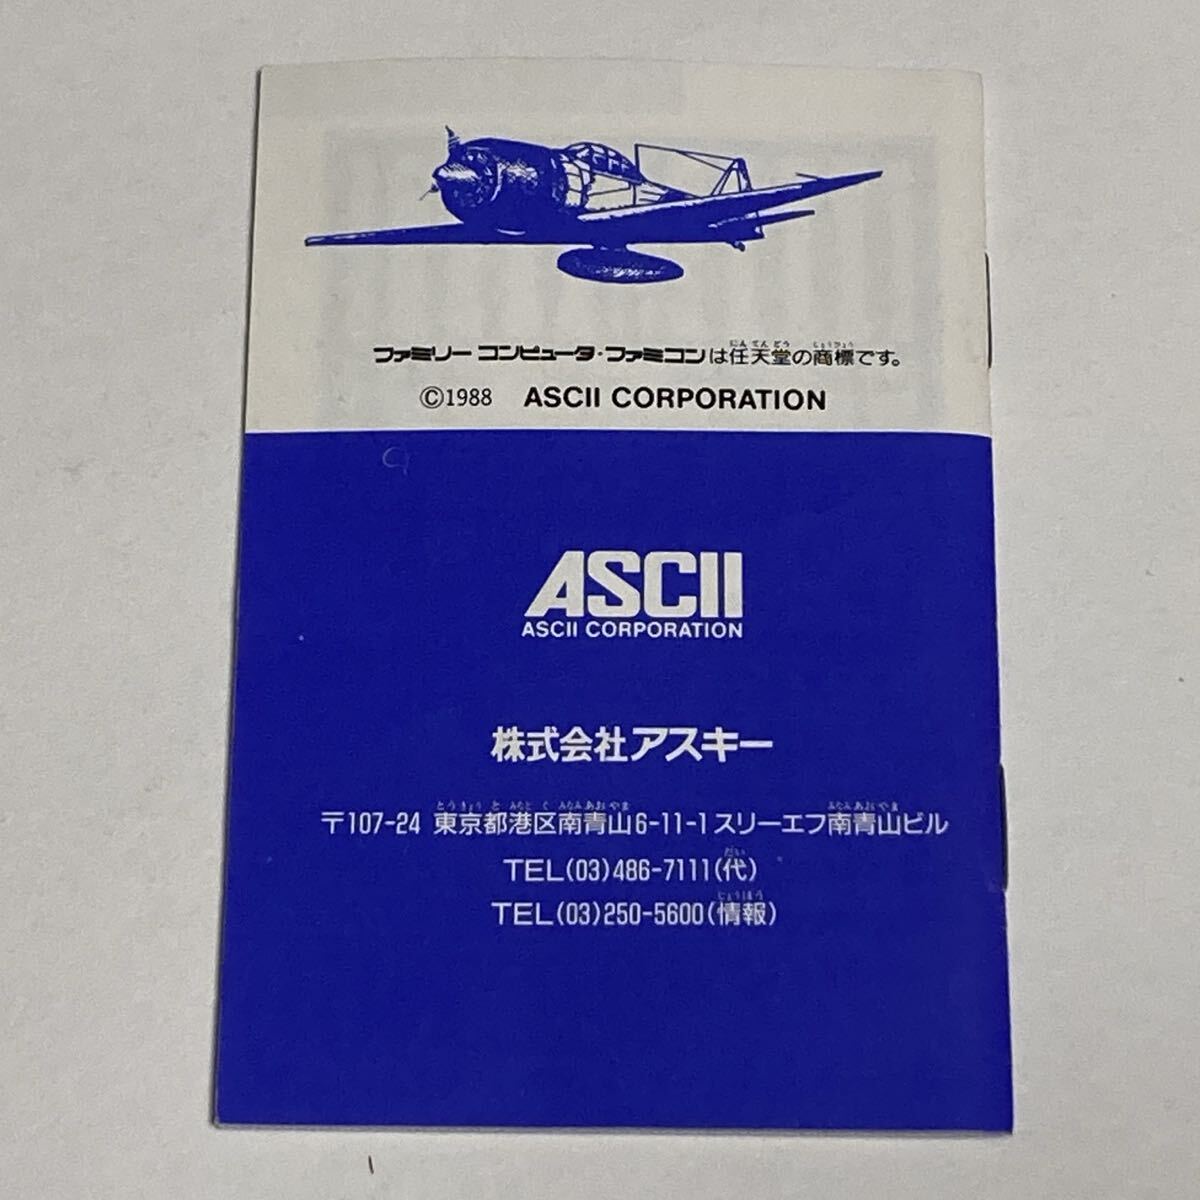 ファミリー コンピュータ・ファミコンは任天堂の商標です。
©1988 ASCII CORPORATION
ASCII
ASCII CORPORATION
株式会社アスキー
〒107-24 東京都港区南青山6-11-1スリーエフ南青山ビル
TEL(03)486-7111(代)
TEL(03)250-5600(情報)